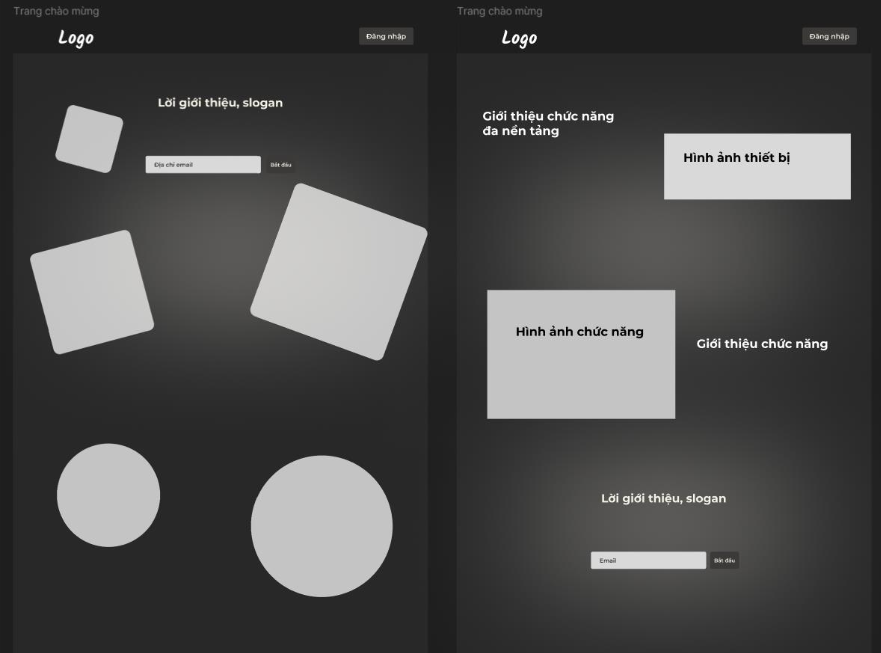 Trang chào mừng
Logo
Đăng nhập
Lời giới thiệu, slogan
Địa chỉ email
Bắt đầu
Trang chào mừng
Logo
Đăng nhập
Giới thiệu chức năng
đa nền tảng
Hình ảnh thiết bị
Hình ảnh chức năng
Giới thiệu chức năng
Lời giới thiệu, slogan
Email
Bắt đầu